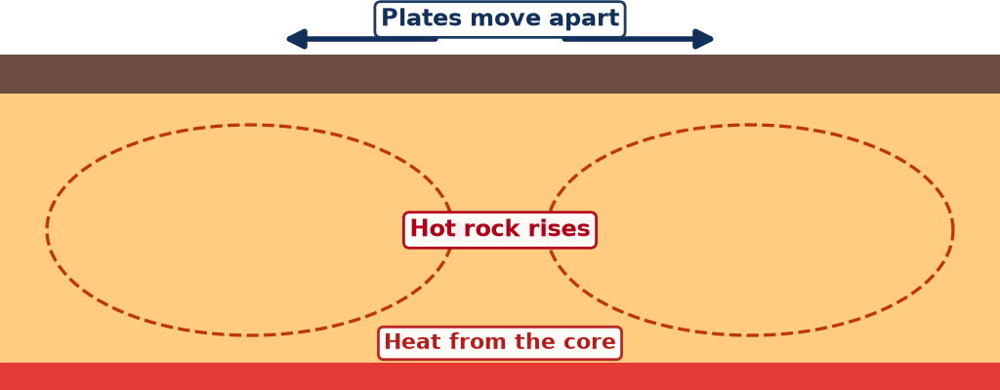 Plates move apart
Hot rock rises
Heat from the core